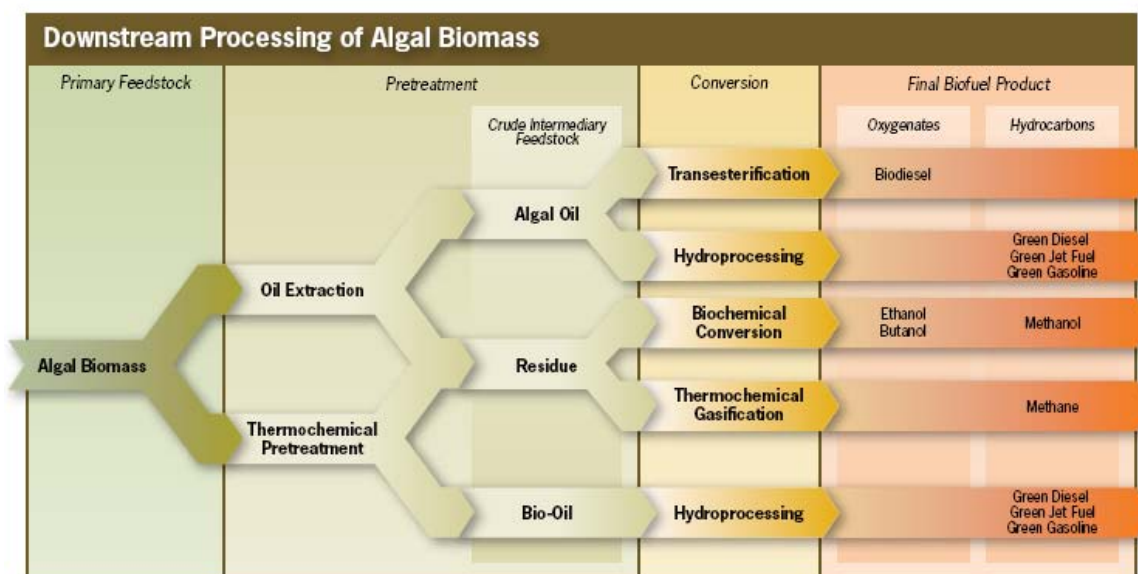 Downstream Processing of Algal Biomass
Primary Feedstock
Pretreatment
Conversion
Final Biofuel Product
Crude Intermediary
Feedstock
Oxygenates
Hydrocarbons
Transesterification
Biodiesel
Algal Oil
Hydroprocessing
Green Diesel
Green Jet Fuel
Green Gasoline
Oil Extraction
Biochemical
Conversion
Ethanol
Butanol
Methanol
Algal Biomass
Residue
Thermochemical
Gasification
Methane
Thermochemical
Pretreatment
Bio-Oil
Hydroprocessing
Green Diesel
Green Jet Fuel
Green Gasoline